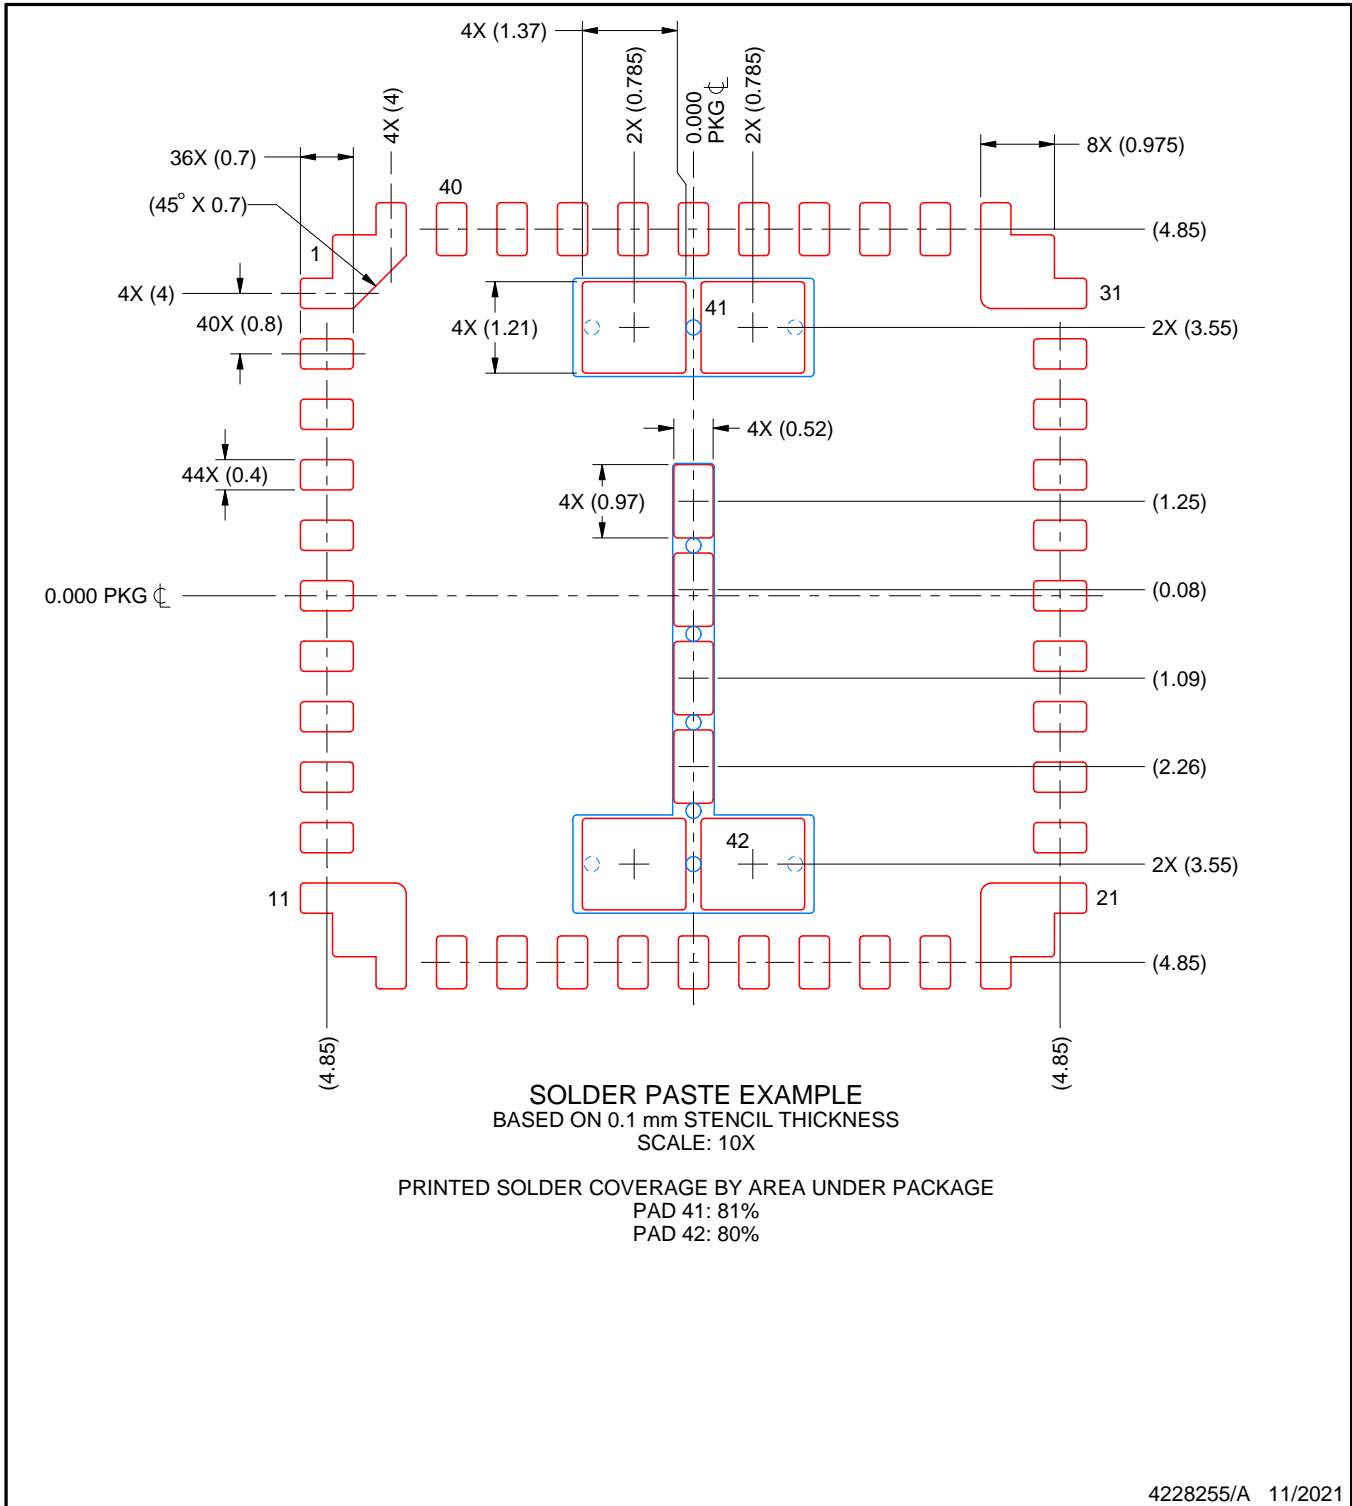 4X (1.37)
2X (0.785)
0.000
PKG ℄
2X (0.785)
4X (4)
36X (0.7)
8X (0.975)
(45° X 0.7)
40
(4.85)
1
4X (4)
31
40X (0.8)
4X (1.21)
41
2X (3.55)
4X (0.52)
44X (0.4)
4X (0.97)
(1.25)
0.000 PKG ℄
(0.08)
(1.09)
(2.26)
42
2X (3.55)
11
21
(4.85)
(4.85)
(4.85)
SOLDER PASTE EXAMPLE
BASED ON 0.1 mm STENCIL THICKNESS
SCALE: 10X
PRINTED SOLDER COVERAGE BY AREA UNDER PACKAGE
PAD 41: 81%
PAD 42: 80%
4228255/A 11/2021